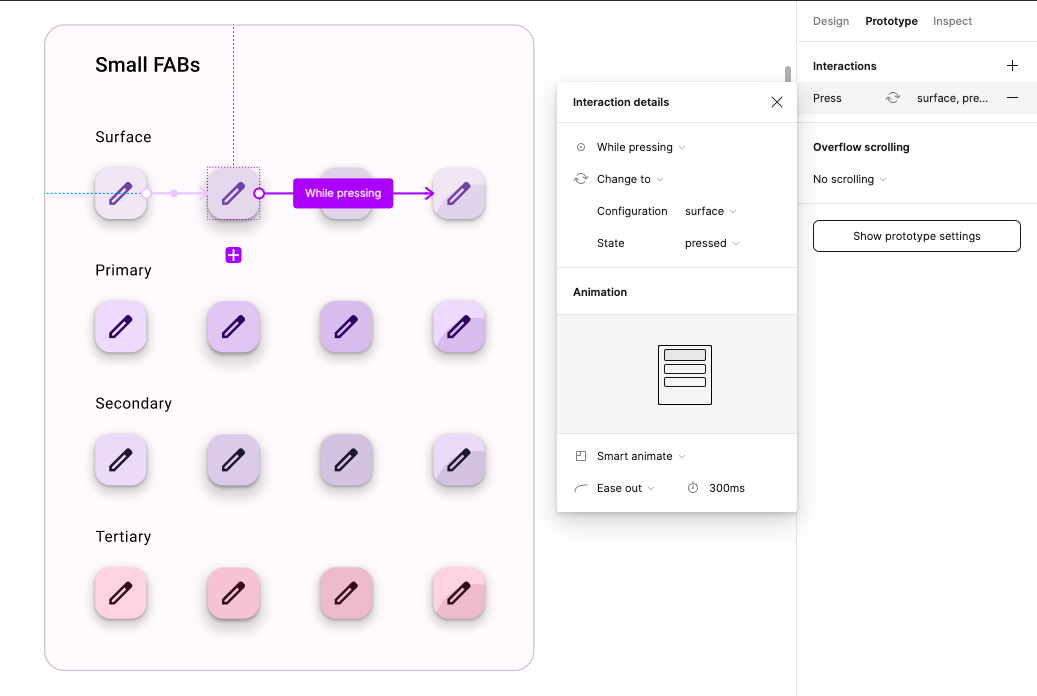 Design Prototype Inspect
Small FABs
Interactions
Interaction details
Press surface, pre...
Surface
While pressing
Overflow scrolling
Change to
No scrolling
While pressing
Configuration surface
Show prototype settings
State pressed
Primary
Animation
Secondary
Smart animate
Ease out 300ms
Tertiary